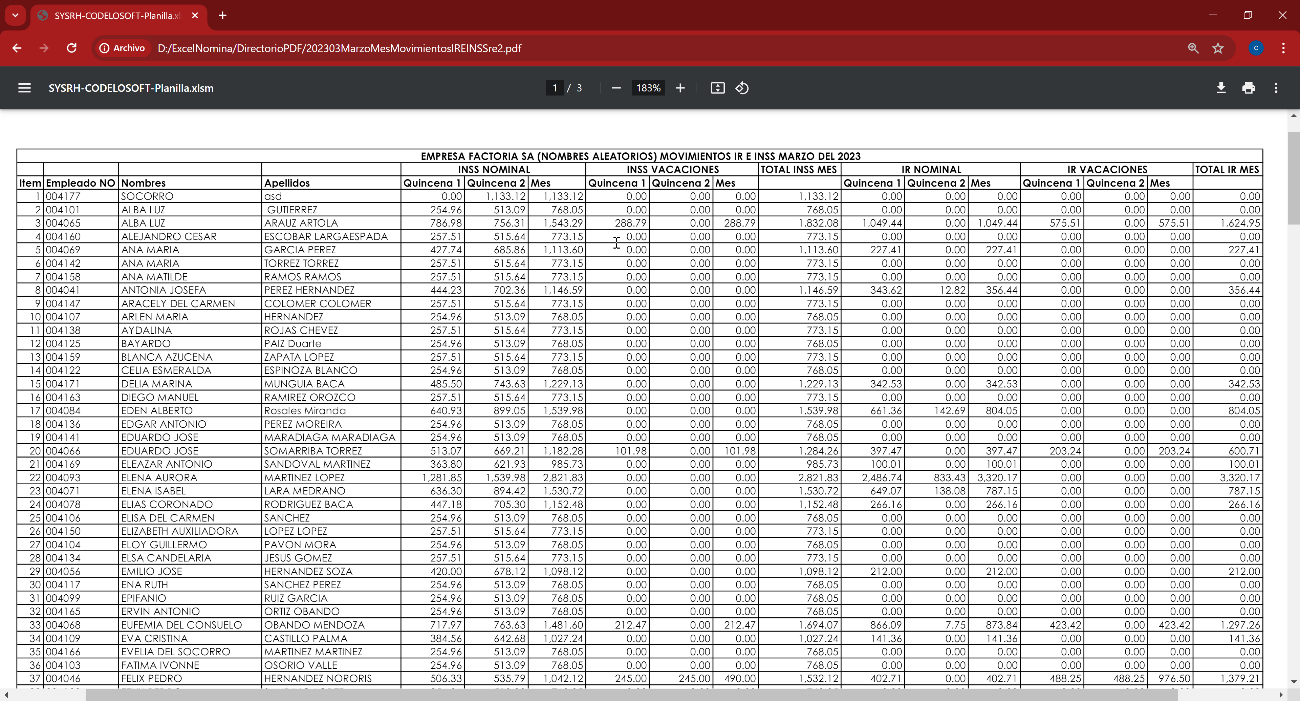 SYSRH-CODELOSOFT-Planilla.xl
Archivo D:/ExcelNomina/DirectorioPDF/202303MarzoMesMovimientosIREINSSre2.pdf
SYSRH-CODELOSOFT-Planilla.xlsm 1 / 3 183%
EMPRESA FACTORIA SA (NOMBRES ALEATORIOS) MOVIMIENTOS IR E INSS MARZO DEL 2023
INSS NOMINAL INSS VACACIONES TOTAL INSS MES IR NOMINAL IR VACACIONES TOTAL IR MES
Item Empleado NO Nombres Apellidos Quincena 1 Quincena 2 Mes Quincena 1 Quincena 2 Mes Quincena 1 Quincena 2 Mes Quincena 1 Quincena 2 Mes
1 004177 SOCORRO asd 0.00 1,133.12 1,133.12 0.00 0.00 0.00 1,133.12 0.00 0.00 0.00 0.00 0.00 0.00 0.00
2 004101 ALBA LUZ GUTIERREZ 254.96 513.09 768.05 0.00 0.00 0.00 768.05 0.00 0.00 0.00 0.00 0.00 0.00 0.00
3 004065 ALBA LUZ ARAUZ ARTOLA 786.98 756.31 1,543.29 288.79 0.00 288.79 1,832.08 1,049.44 0.00 1,049.44 575.51 0.00 575.51 1,624.95
4 004160 ALEJANDRO CESAR ESCOBAR LARGAESPADA 257.51 515.64 773.15 0.00 0.00 0.00 773.15 0.00 0.00 0.00 0.00 0.00 0.00 0.00
5 004069 ANA MARIA GARCIA PEREZ 427.74 685.86 1,113.60 0.00 0.00 0.00 1,113.60 227.41 0.00 227.41 0.00 0.00 0.00 227.41
6 004142 ANA MARIA TORREZ TORREZ 257.51 515.64 773.15 0.00 0.00 0.00 773.15 0.00 0.00 0.00 0.00 0.00 0.00 0.00
7 004158 ANA MATILDE RAMOS RAMOS 257.51 515.64 773.15 0.00 0.00 0.00 773.15 0.00 0.00 0.00 0.00 0.00 0.00 0.00
8 004041 ANTONIA JOSEFA PEREZ HERNANDEZ 444.23 702.36 1,146.59 0.00 0.00 0.00 1,146.59 343.62 12.82 356.44 0.00 0.00 0.00 356.44
9 004147 ARACELY DEL CARMEN COLOMER COLOMER 257.51 515.64 773.15 0.00 0.00 0.00 773.15 0.00 0.00 0.00 0.00 0.00 0.00 0.00
10 004107 ARLEN MARIA HERNANDEZ 254.96 513.09 768.05 0.00 0.00 0.00 768.05 0.00 0.00 0.00 0.00 0.00 0.00 0.00
11 004138 AYDALINA ROJAS CHEVEZ 257.51 515.64 773.15 0.00 0.00 0.00 773.15 0.00 0.00 0.00 0.00 0.00 0.00 0.00
12 004125 BAYARDO PAIZ Duarte 254.96 513.09 768.05 0.00 0.00 0.00 768.05 0.00 0.00 0.00 0.00 0.00 0.00 0.00
13 004159 BLANCA AZUCENA ZAPATA LOPEZ 257.51 515.64 773.15 0.00 0.00 0.00 773.15 0.00 0.00 0.00 0.00 0.00 0.00 0.00
14 004122 CELIA ESMERALDA ESPINOZA BLANCO 254.96 513.09 768.05 0.00 0.00 0.00 768.05 0.00 0.00 0.00 0.00 0.00 0.00 0.00
15 004171 DELIA MARINA MUNGUIA BACA 485.50 743.63 1,229.13 0.00 0.00 0.00 1,229.13 342.53 0.00 342.53 0.00 0.00 0.00 342.53
16 004163 DIEGO MANUEL RAMIREZ OROZCO 257.51 515.64 773.15 0.00 0.00 0.00 773.15 0.00 0.00 0.00 0.00 0.00 0.00 0.00
17 004084 EDEN ALBERTO Rosales Miranda 640.93 899.05 1,539.98 0.00 0.00 0.00 1,539.98 661.36 142.69 804.05 0.00 0.00 0.00 804.05
18 004136 EDGAR ANTONIO PEREZ MOREIRA 254.96 513.09 768.05 0.00 0.00 0.00 768.05 0.00 0.00 0.00 0.00 0.00 0.00 0.00
19 004141 EDUARDO JOSE MARADIAGA MARADIAGA 254.96 513.09 768.05 0.00 0.00 0.00 768.05 0.00 0.00 0.00 0.00 0.00 0.00 0.00
20 004066 EDUARDO JOSE SOMARRIBA TORREZ 513.07 669.21 1,182.28 101.98 0.00 101.98 1,284.26 397.47 0.00 397.47 203.24 0.00 203.24 600.71
21 004169 ELEAZAR ANTONIO SANDOVAL MARTINEZ 363.80 621.93 985.73 0.00 0.00 0.00 985.73 100.01 0.00 100.01 0.00 0.00 0.00 100.01
22 004093 ELENA AURORA MARTINEZ LOPEZ 1,281.85 1,539.98 2,821.83 0.00 0.00 0.00 2,821.83 2,486.74 833.43 3,320.17 0.00 0.00 0.00 3,320.17
23 004071 ELENA ISABEL LARA MEDRANO 636.30 894.42 1,530.72 0.00 0.00 0.00 1,530.72 649.07 138.08 787.15 0.00 0.00 0.00 787.15
24 004078 ELIAS CORONADO RODRIGUEZ BACA 447.18 705.30 1,152.48 0.00 0.00 0.00 1,152.48 266.16 0.00 266.16 0.00 0.00 0.00 266.16
25 004106 ELISA DEL CARMEN SANCHEZ 254.96 513.09 768.05 0.00 0.00 0.00 768.05 0.00 0.00 0.00 0.00 0.00 0.00 0.00
26 004150 ELIZABETH AUXILIADORA LOPEZ LOPEZ 257.51 515.64 773.15 0.00 0.00 0.00 773.15 0.00 0.00 0.00 0.00 0.00 0.00 0.00
27 004104 ELOY GUILLERMO PAVON MORA 254.96 513.09 768.05 0.00 0.00 0.00 768.05 0.00 0.00 0.00 0.00 0.00 0.00 0.00
28 004134 ELSA CANDELARIA JESUS GOMEZ 257.51 515.64 773.15 0.00 0.00 0.00 773.15 0.00 0.00 0.00 0.00 0.00 0.00 0.00
29 004056 EMILIO JOSE HERNANDEZ SOZA 420.00 678.12 1,098.12 0.00 0.00 0.00 1,098.12 212.00 0.00 212.00 0.00 0.00 0.00 212.00
30 004117 ENA RUTH SANCHEZ PEREZ 254.96 513.09 768.05 0.00 0.00 0.00 768.05 0.00 0.00 0.00 0.00 0.00 0.00 0.00
31 004099 EPIFANIO RUIZ GARCIA 254.96 513.09 768.05 0.00 0.00 0.00 768.05 0.00 0.00 0.00 0.00 0.00 0.00 0.00
32 004165 ERVIN ANTONIO ORTIZ OBANDO 254.96 513.09 768.05 0.00 0.00 0.00 768.05 0.00 0.00 0.00 0.00 0.00 0.00 0.00
33 004068 EUFEMIA DEL CONSUELO OBANDO MENDOZA 717.97 763.63 1,481.60 212.47 0.00 212.47 1,694.07 866.09 7.75 873.84 423.42 0.00 423.42 1,297.26
34 004109 EVA CRISTINA CASTILLO PALMA 384.56 642.68 1,027.24 0.00 0.00 0.00 1,027.24 141.36 0.00 141.36 0.00 0.00 0.00 141.36
35 004166 EVELIA DEL SOCORRO MARTINEZ MARTINEZ 254.96 513.09 768.05 0.00 0.00 0.00 768.05 0.00 0.00 0.00 0.00 0.00 0.00 0.00
36 004103 FATIMA IVONNE OSORIO VALLE 254.96 513.09 768.05 0.00 0.00 0.00 768.05 0.00 0.00 0.00 0.00 0.00 0.00 0.00
37 004046 FELIX PEDRO HERNANDEZ NORORIS 506.33 535.79 1,042.12 245.00 245.00 490.00 1,532.12 402.71 0.00 402.71 488.25 488.25 976.50 1,379.21